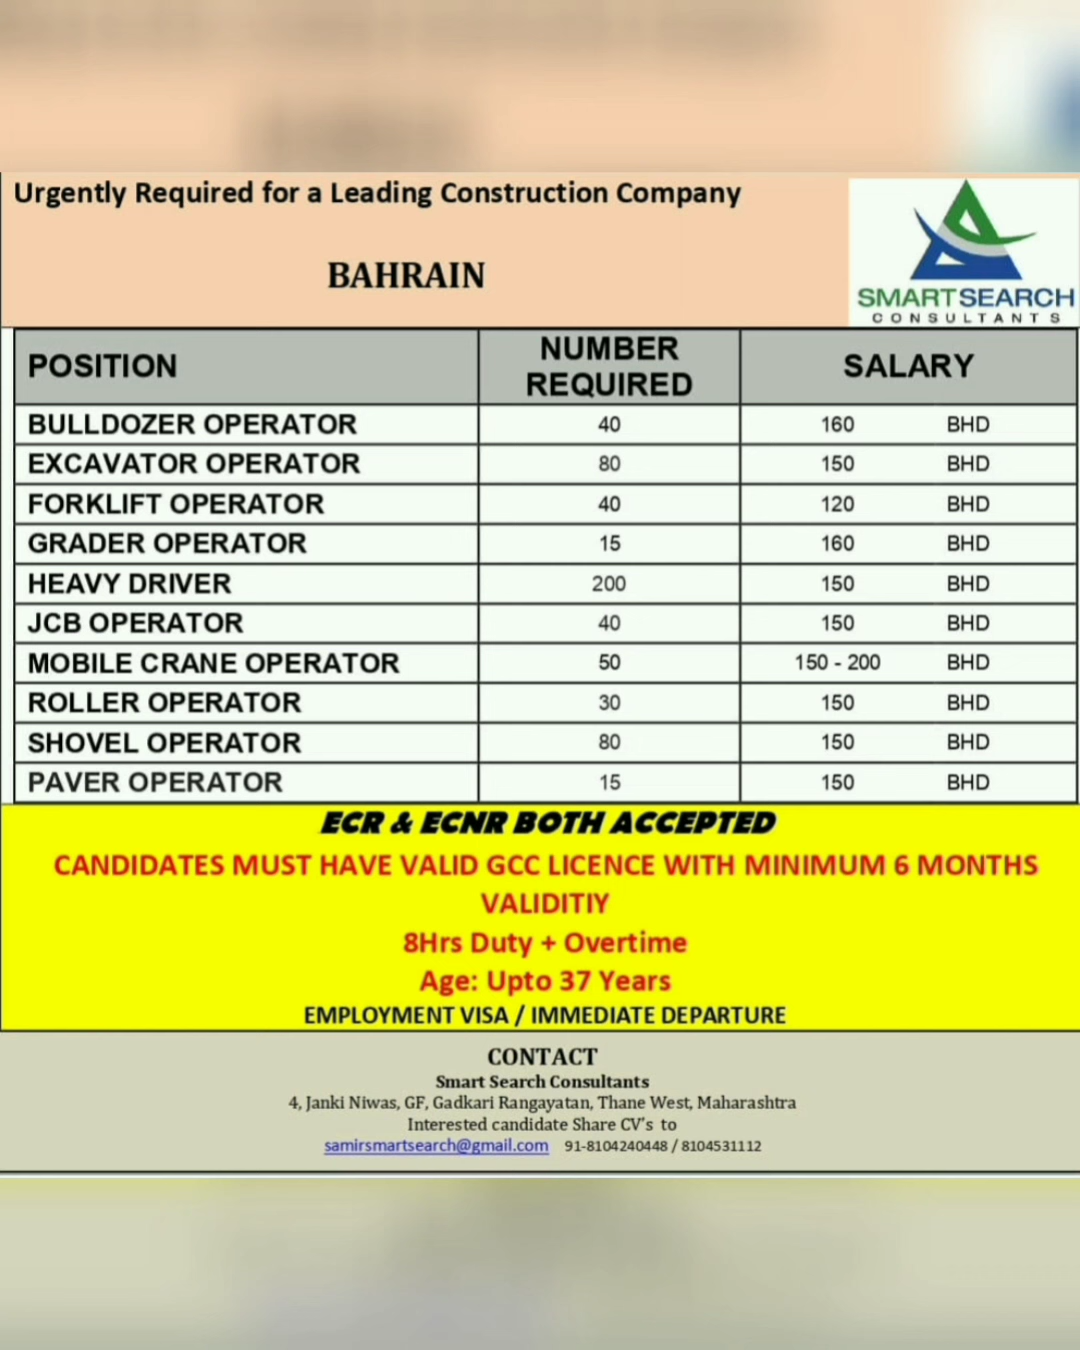 Urgently Required for a Leading Construction Company
BAHRAIN
SMARTSEARCH
CONSULTANTS
POSITION NUMBER REQUIRED SALARY
BULLDOZER OPERATOR 40 160 BHD
EXCAVATOR OPERATOR 80 150 BHD
FORKLIFT OPERATOR 40 120 BHD
GRADER OPERATOR 15 160 BHD
HEAVY DRIVER 200 150 BHD
JCB OPERATOR 40 150 BHD
MOBILE CRANE OPERATOR 50 150 - 200 BHD
ROLLER OPERATOR 30 150 BHD
SHOVEL OPERATOR 80 150 BHD
PAVER OPERATOR 15 150 BHD
ECR & ECNR BOTH ACCEPTED
CANDIDATES MUST HAVE VALID GCC LICENCE WITH MINIMUM 6 MONTHS
VALIDITIY
8Hrs Duty + Overtime
Age: Upto 37 Years
EMPLOYMENT VISA / IMMEDIATE DEPARTURE
CONTACT
Smart Search Consultants
4, Janki Niwas, GF, Gadkari Rangayatan, Thane West, Maharashtra
Interested candidate Share CV's to
samirsmartsearch@gmail.com 91-8104240448 / 8104531112